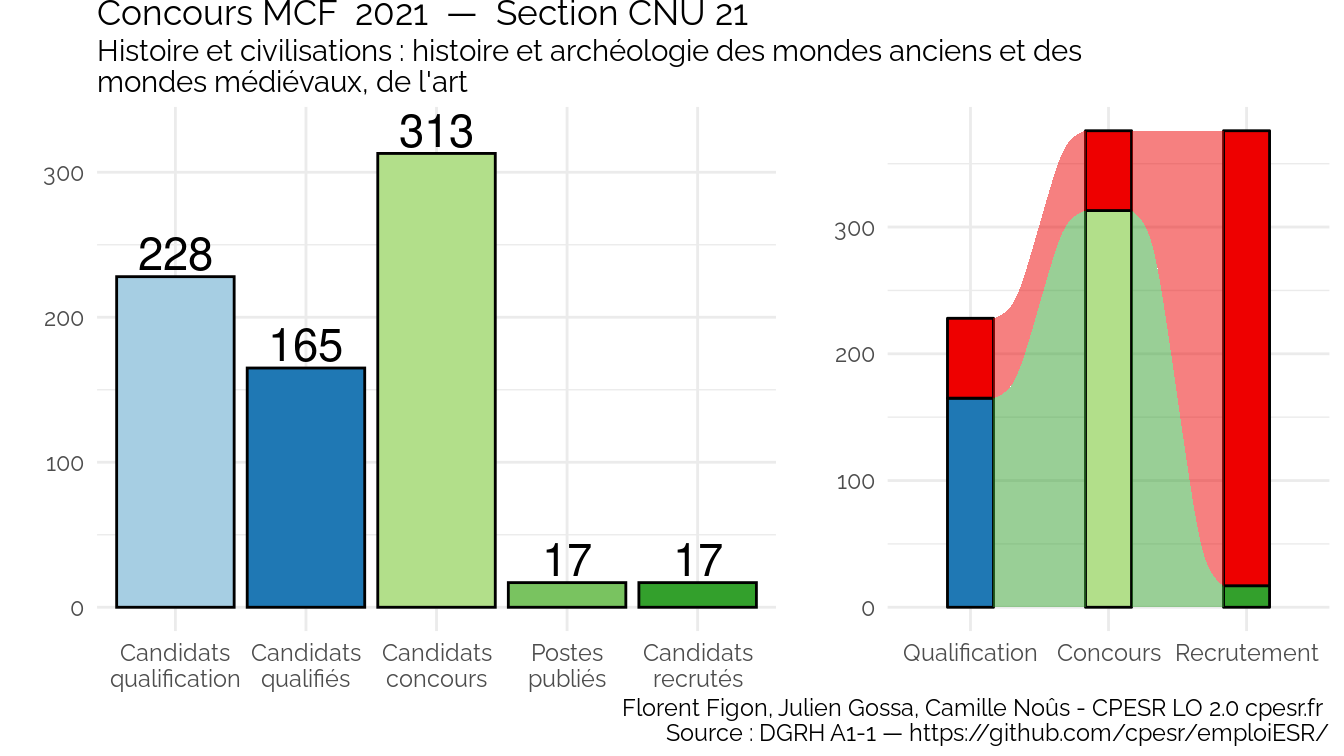 Concours MCF 2021 — Section CNU 21
Histoire et civilisations : histoire et archéologie des mondes anciens et des
mondes médiévaux, de l'art
313
228
165
17
17
300
200
100
0
Candidats
qualification
Candidats
qualifiés
Candidats
concours
Postes
publiés
Candidats
recrutés
300
200
100
0
Qualification
Concours
Recrutement
Florent Figon, Julien Gossa, Camille Noûs - CPESR LO 2.0 cpesr.fr
Source : DGRH A1-1 — https://github.com/cpesr/emploiESR/